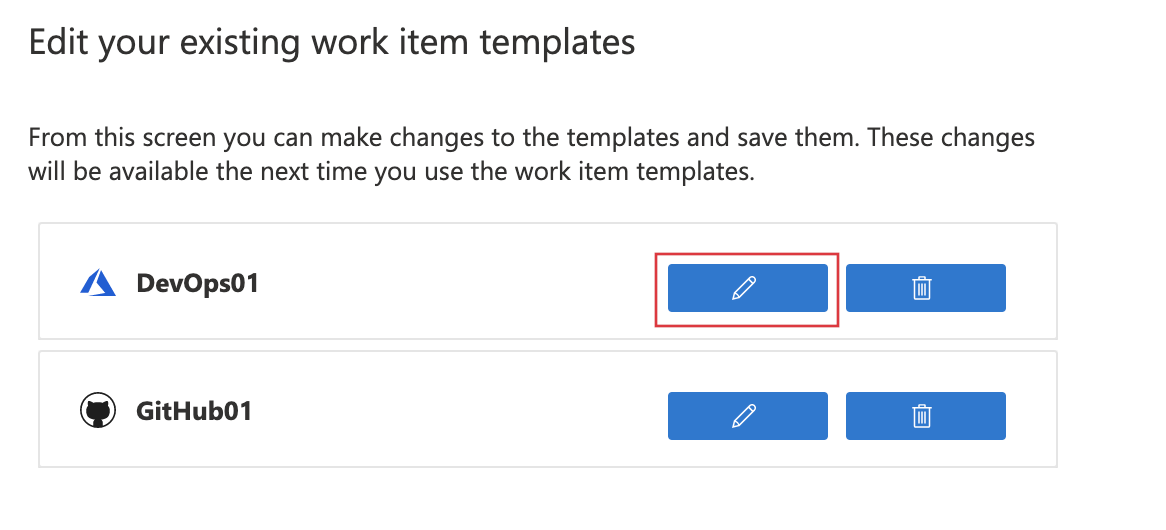 Edit your existing work item templates
From this screen you can make changes to the templates and save them. These changes
will be available the next time you use the work item templates.
DevOps01
GitHub01